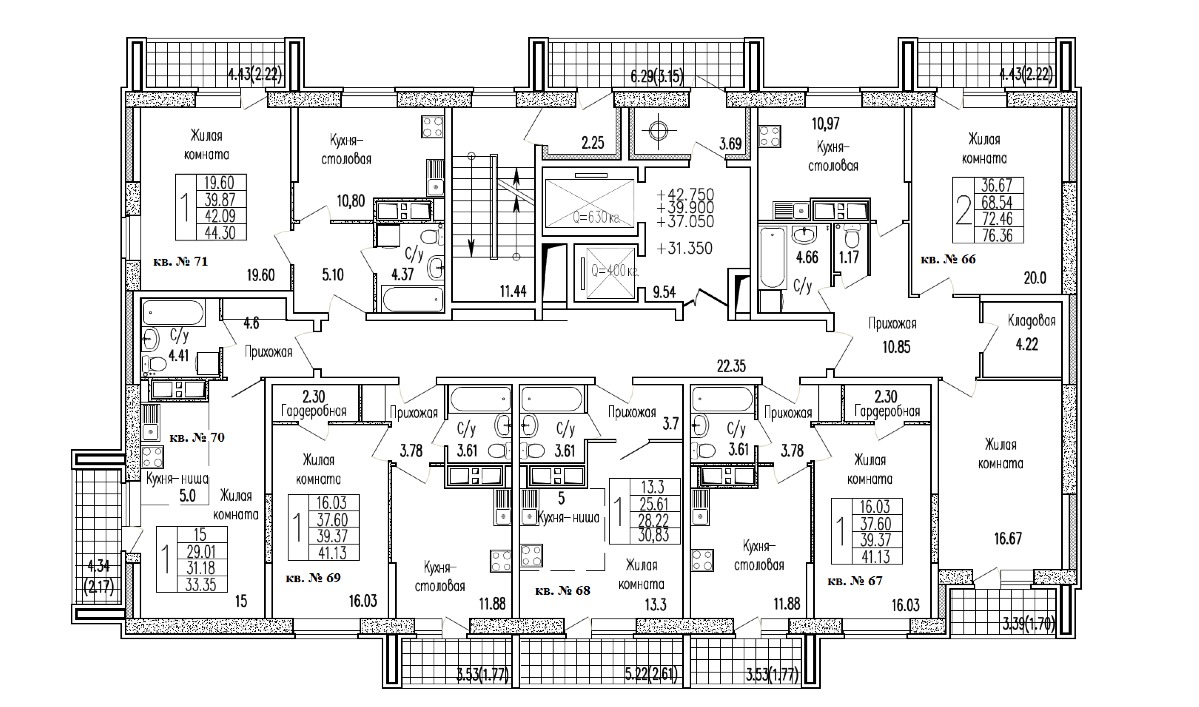 4.43(2.22)
6.29(3.15)
4.43(2.22)
Жилая
комната
1
19.60
39.87
42.09
44.30
кв. № 71
19.60
Кухня-
столовая
10,80
5.10
С/у
4.37
11.44
2.25
3.69
Q=630кг.
Q=400кг.
+42.750
+39.900
+37.050
+31.350
9.54
10,97
Кухня-
столовая
4.66
С/у
1.17
Жилая
комната
2
36.67
68.54
72.46
76.36
кв. № 66
20.0
Прихожая
10.85
Кладовая
4.22
22.35
С/у
4.41
4.6
Прихожая
кв. № 70
Кухня-ниша
5.0
Жилая
комната
1
15
29.01
31.18
33.35
15
4.34
(2.17)
2.30
Гардеробная
Прихожая
3.78
С/у
3.61
Жилая
комната
1
16.03
37.60
39.37
41.13
кв. № 69
16.03
Кухня-
столовая
11.88
3.53(1.77)
С/у
3.61
Прихожая
3.7
5
Кухня-ниша
1
13.3
25.61
28.22
30,83
кв. № 68
Жилая
комната
13.3
5.22(2.61)
С/у
3.61
Прихожая
3.78
2.30
Гардеробная
Жилая
комната
1
16.03
37.60
39.37
41.13
кв. № 67
16.03
Кухня-
столовая
11.88
3.53(1.77)
Жилая
комната
16.67
3.39(1.70)